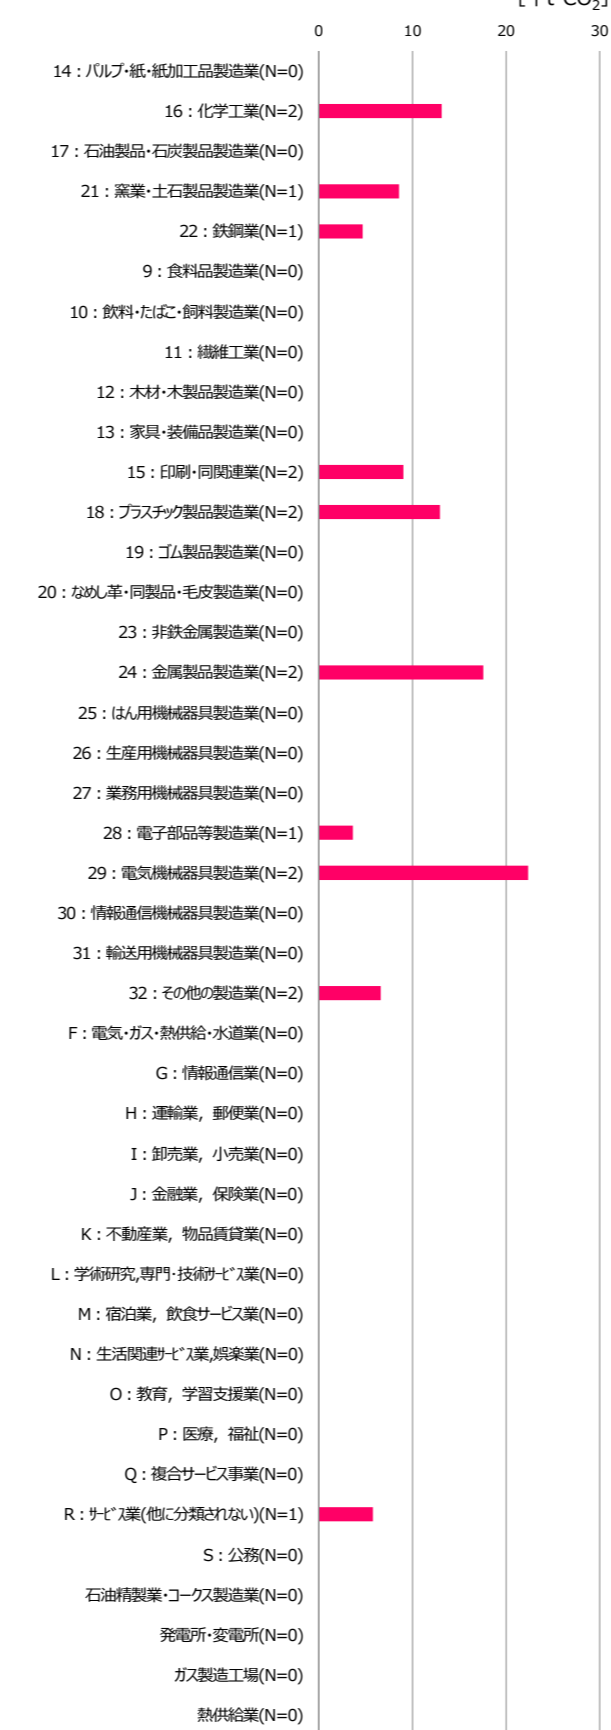 0 10 20 30
14：パルプ・紙・紙加工品製造業(N=0)
16：化学工業(N=2)
17：石油製品・石炭製品製造業(N=0)
21：窯業・土石製品製造業(N=1)
22：鉄鋼業(N=1)
9：食料品製造業(N=0)
10：飲料・たばこ・飼料製造業(N=0)
11：繊維工業(N=0)
12：木材・木製品製造業(N=0)
13：家具・装備品製造業(N=0)
15：印刷・同関連業(N=2)
18：プラスチック製品製造業(N=2)
19：ゴム製品製造業(N=0)
20：なめし革・同製品・毛皮製造業(N=0)
23：非鉄金属製造業(N=0)
24：金属製品製造業(N=2)
25：はん用機械器具製造業(N=0)
26：生産用機械器具製造業(N=0)
27：業務用機械器具製造業(N=0)
28：電子部品等製造業(N=1)
29：電気機械器具製造業(N=2)
30：情報通信機械器具製造業(N=0)
31：輸送用機械器具製造業(N=0)
32：その他の製造業(N=2)
F：電気・ガス・熱供給・水道業(N=0)
G：情報通信業(N=0)
H：運輸業，郵便業(N=0)
I：卸売業，小売業(N=0)
J：金融業，保険業(N=0)
K：不動産業，物品賃貸業(N=0)
L：学術研究,専門・技術ｻｰﾋﾞｽ業(N=0)
M：宿泊業，飲食サービス業(N=0)
N：生活関連ｻｰﾋﾞｽ業,娯楽業(N=0)
O：教育，学習支援業(N=0)
P：医療，福祉(N=0)
Q：複合サービス事業(N=0)
R：ｻｰﾋﾞｽ業(他に分類されない)(N=1)
S：公務(N=0)
石油精製業・コークス製造業(N=0)
発電所・変電所(N=0)
ガス製造工場(N=0)
熱供給業(N=0)